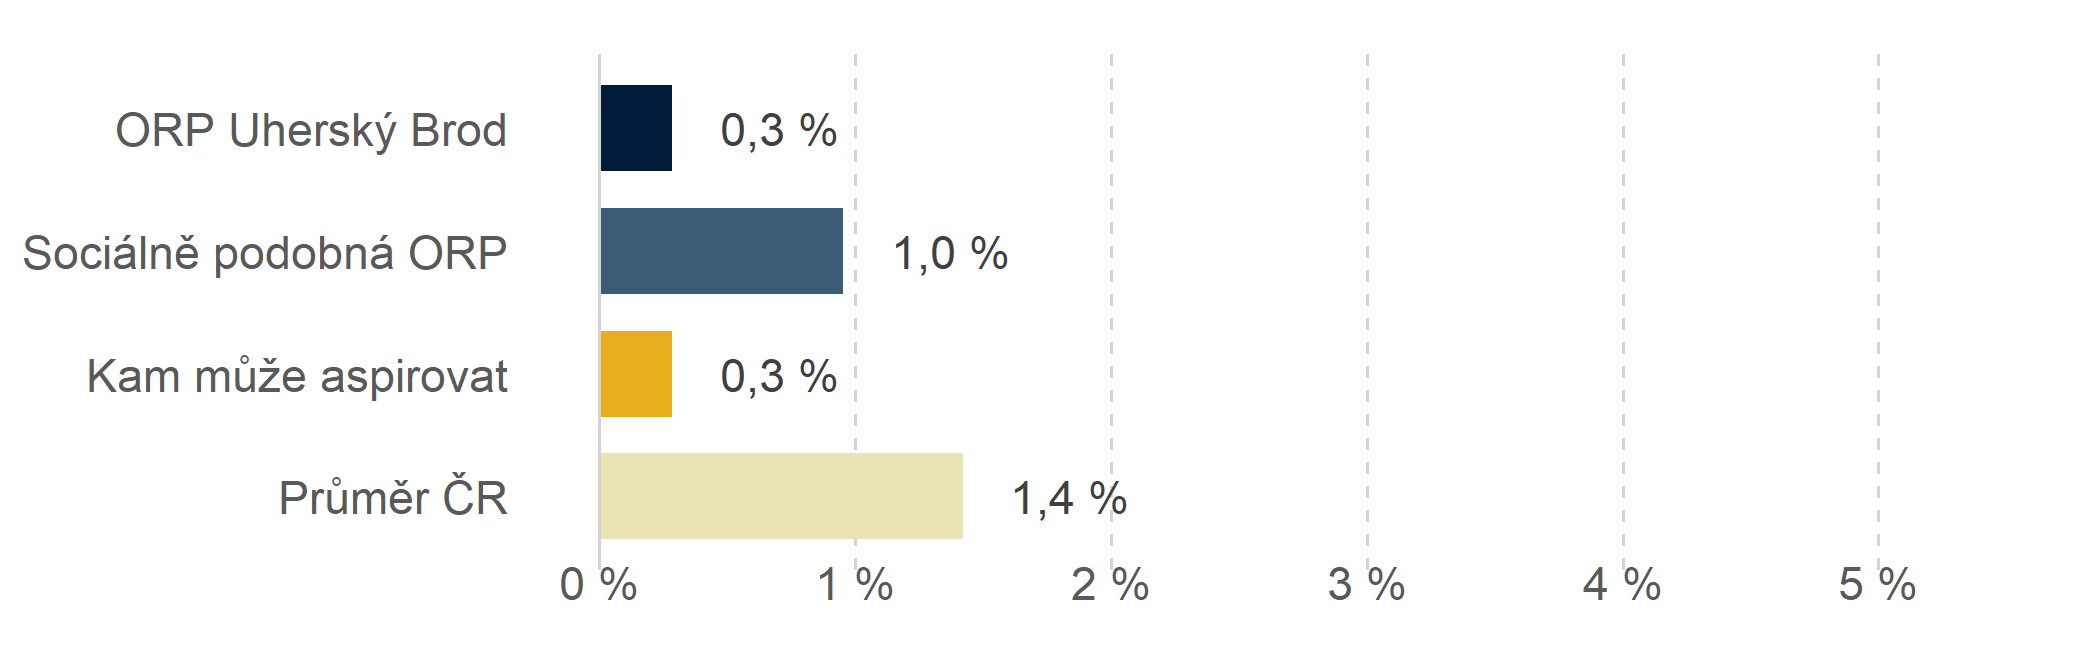 ORP Uherský Brod 0,3 %
Sociálně podobná ORP 1,0 %
Kam může aspirovat 0,3 %
Průměr ČR 1,4 %
0 % 1 % 2 % 3 % 4 % 5 %